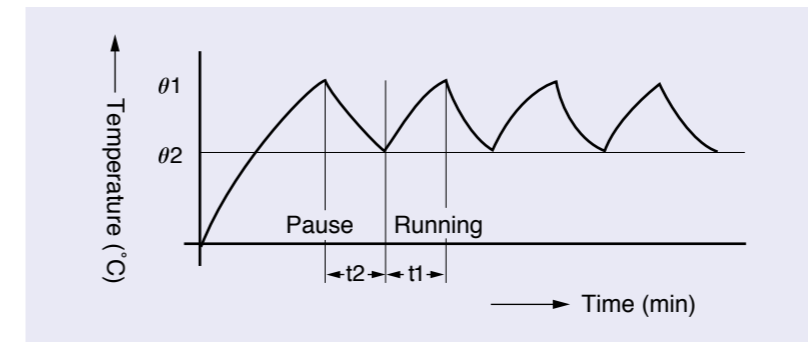 θ1
Temperature (°C)
θ2
Pause Running
t2 t1
Time (min)